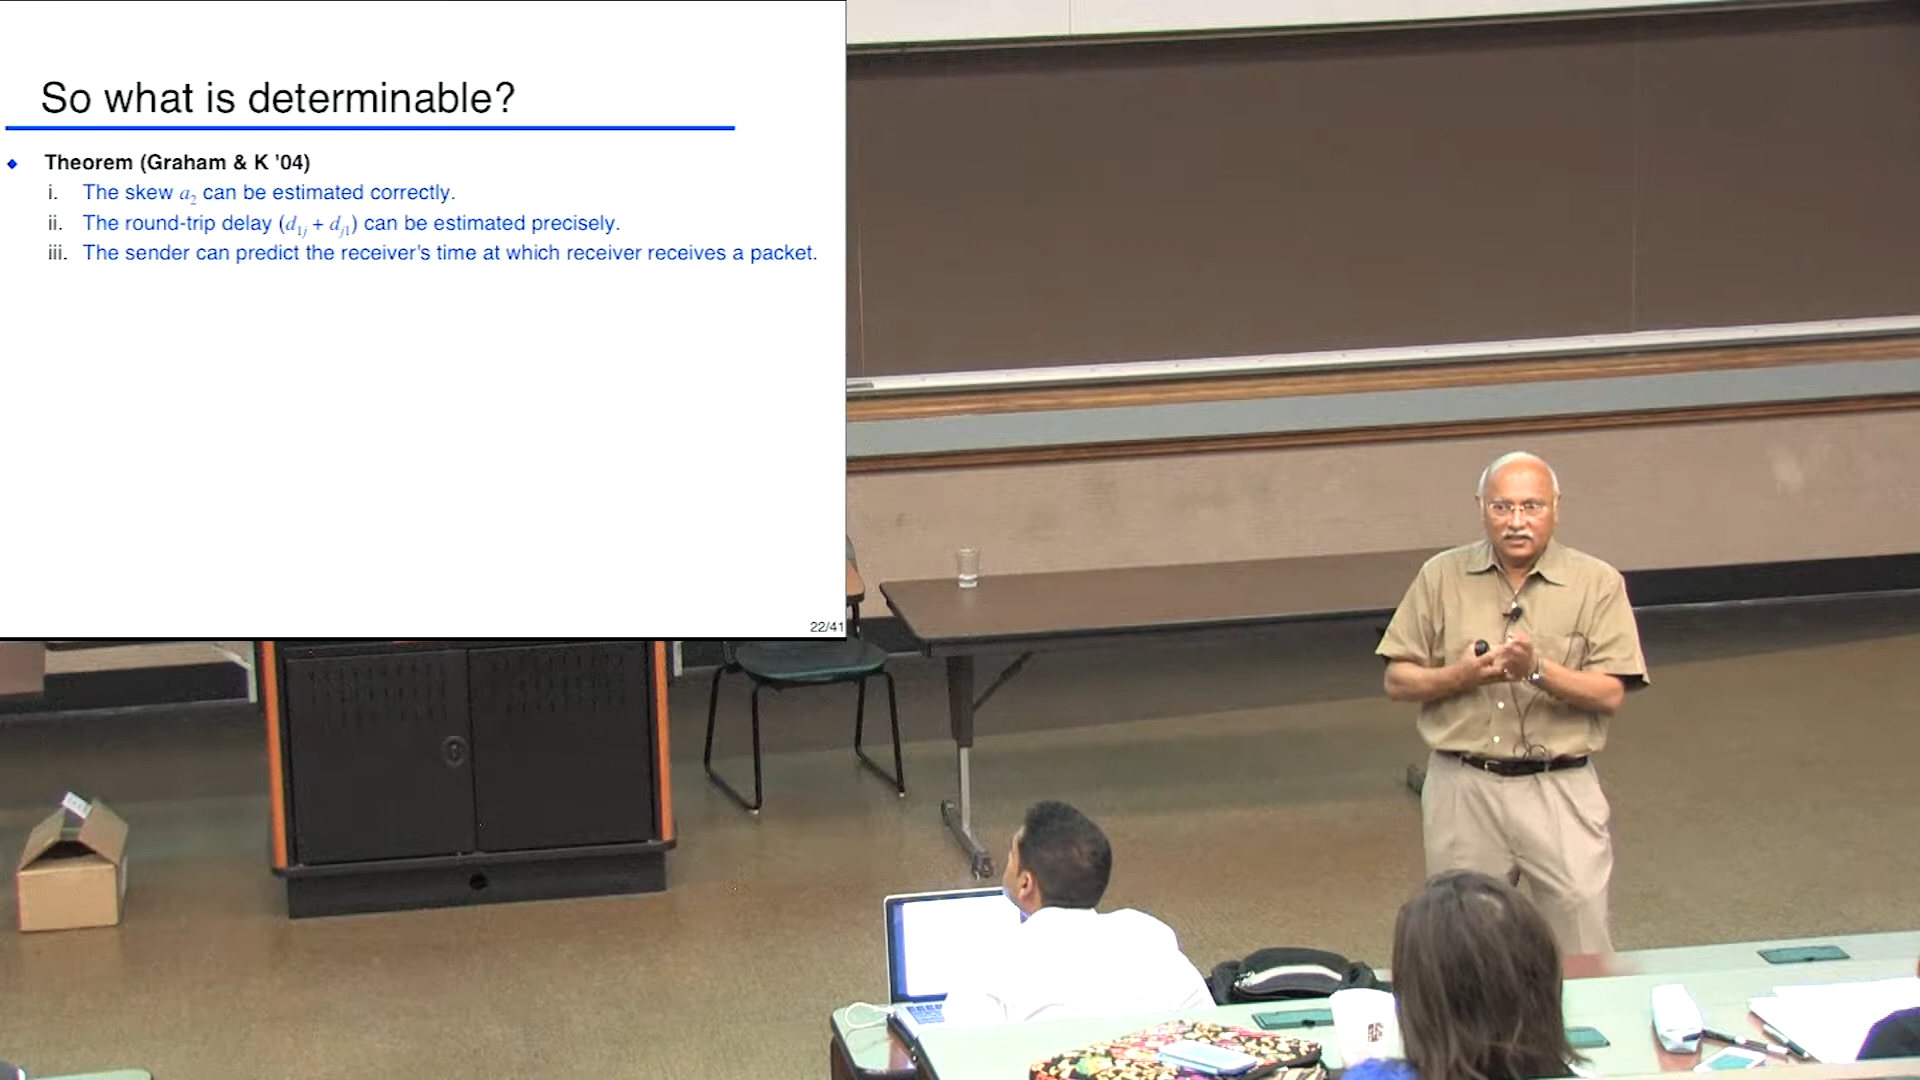 So what is determinable?
◆ Theorem (Graham & K '04)
i. The skew a₂ can be estimated correctly.
ii. The round-trip delay (d₁ⱼ + dⱼ₁) can be estimated precisely.
iii. The sender can predict the receiver's time at which receiver receives a packet.
22/41